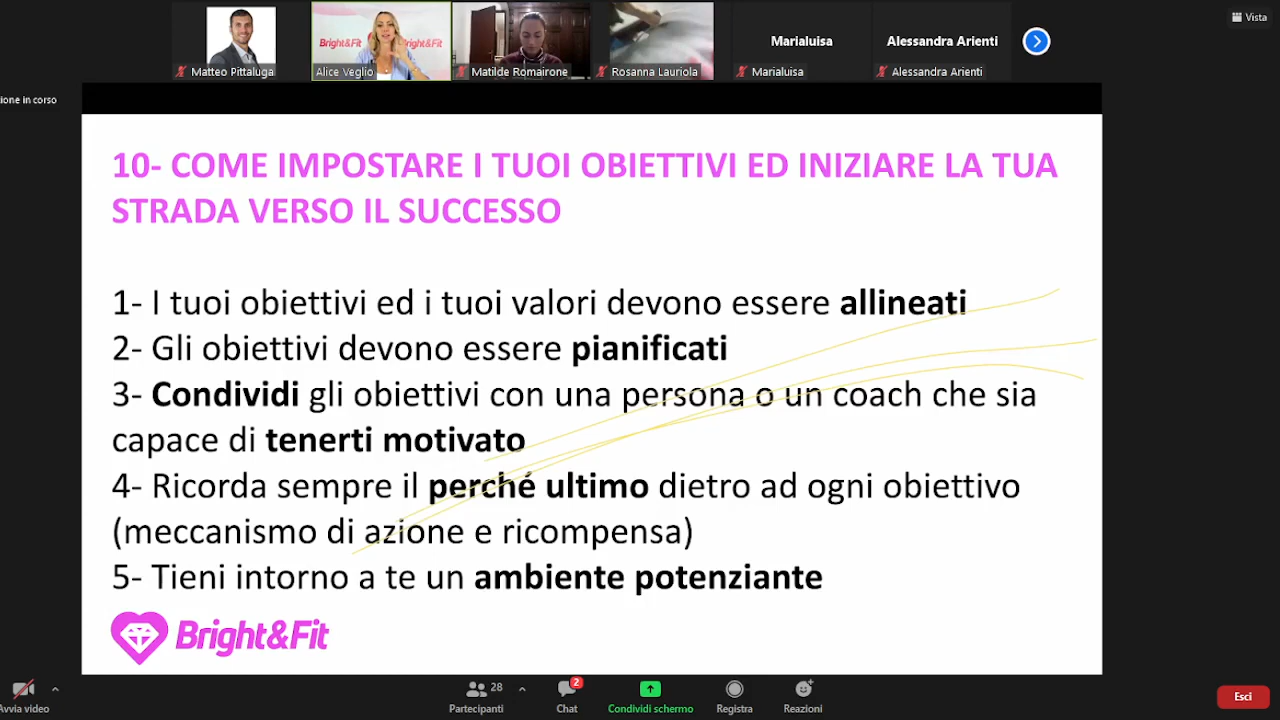 Vista
Marialuisa
Alessandra Arienti
Bright&Fit
Matteo Pittaluga
Alice Veglio
Matilde Romairone
Rosanna Lauriola
Marialuisa
Alessandra Arienti
ione in corso
10- COME IMPOSTARE I TUOI OBIETTIVI ED INIZIARE LA TUA
STRADA VERSO IL SUCCESSO
1- I tuoi obiettivi ed i tuoi valori devono essere allineati
2- Gli obiettivi devono essere pianificati
3- Condividi gli obiettivi con una persona o un coach che sia
capace di tenerti motivato
4- Ricorda sempre il perché ultimo dietro ad ogni obiettivo
(meccanismo di azione e ricompensa)
5- Tieni intorno a te un ambiente potenziante
Bright&Fit
28
2
Avvia video
Partecipanti
Chat
Condividi schermo
Registra
Reazioni
Esci